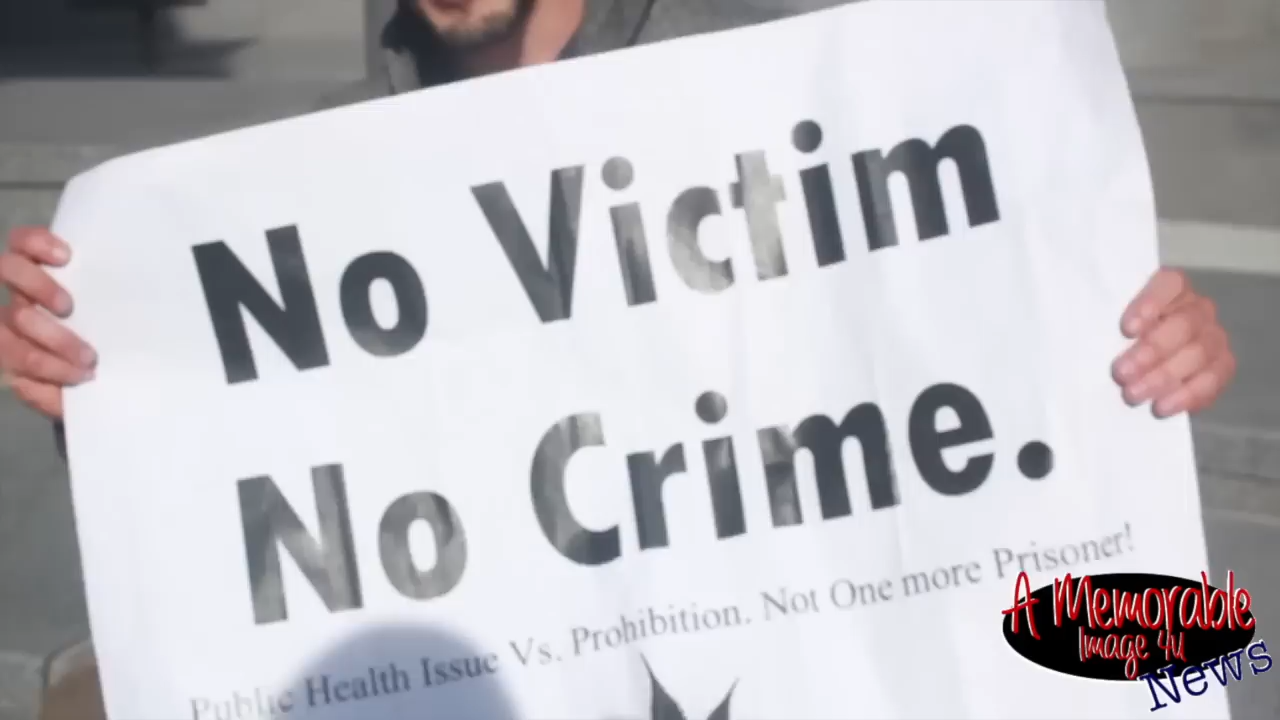 No Victim
No Crime.
Public Health Issue Vs. Prohibition. Not One more Prisoner!
A Memorable
Image 4U
News